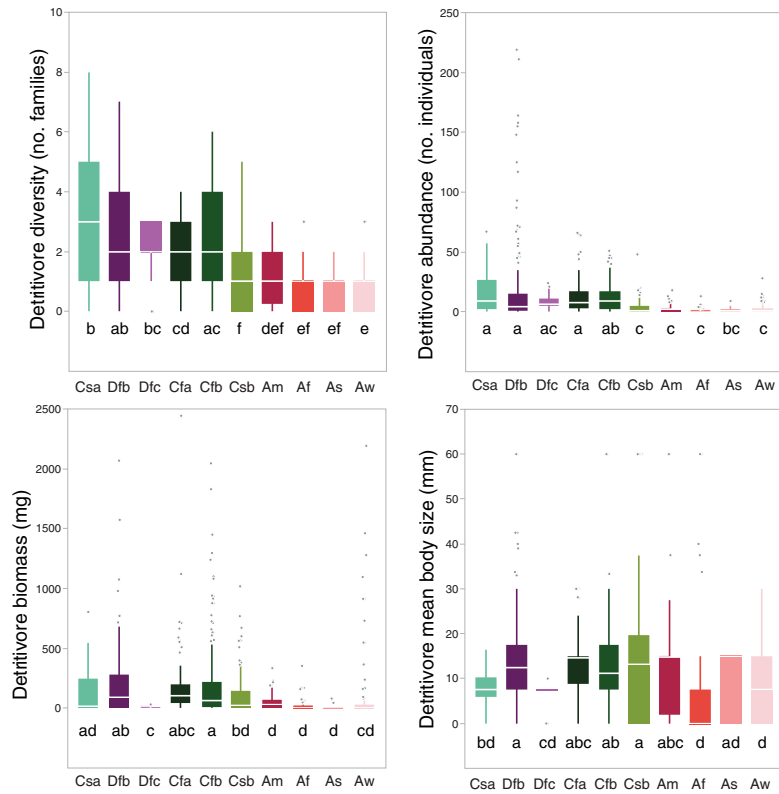 Detritivore diversity (no. families)
10
8
6
4
2
0
b ab bc cd ac f def ef ef e
Csa Dfb Dfc Cfa Cfb Csb Am Af As Aw
Detritivore abundance (no. individuals)
250
200
150
100
50
0
a a ac a ab c c c bc c
Csa Dfb Dfc Cfa Cfb Csb Am Af As Aw
Detritivore biomass (mg)
2500
2000
1500
1000
500
0
ad ab c abc a bd d d d cd
Csa Dfb Dfc Cfa Cfb Csb Am Af As Aw
Detritivore mean body size (mm)
70
60
60
30
20
10
0
bd a cd abc a abc abc d ad d
Csa Dfb Dfc Cfa Cfb Csb Am Af As Aw